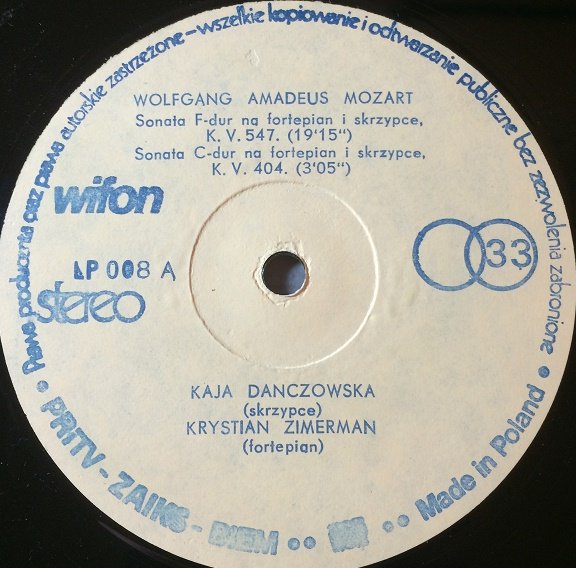 Prawa producenta oraz prawa autorskie zastrzeżone – wszelkie kopiowanie i odtwarzanie publiczne bez zezwolenia zabronione
WOLFGANG AMADEUS MOZART
Sonata F-dur na fortepian i skrzypce,
K. V. 547. (19'15")
Sonata C-dur na fortepian i skrzypce,
K. V. 404. (3'05")
wifon
33
LP 008 A
stereo
KAJA DANCZOWSKA
(skrzypce)
KRYSTIAN ZIMERMAN
(fortepian)
• PRiTV - ZAIKS - BIEM •• •• Made in Poland •